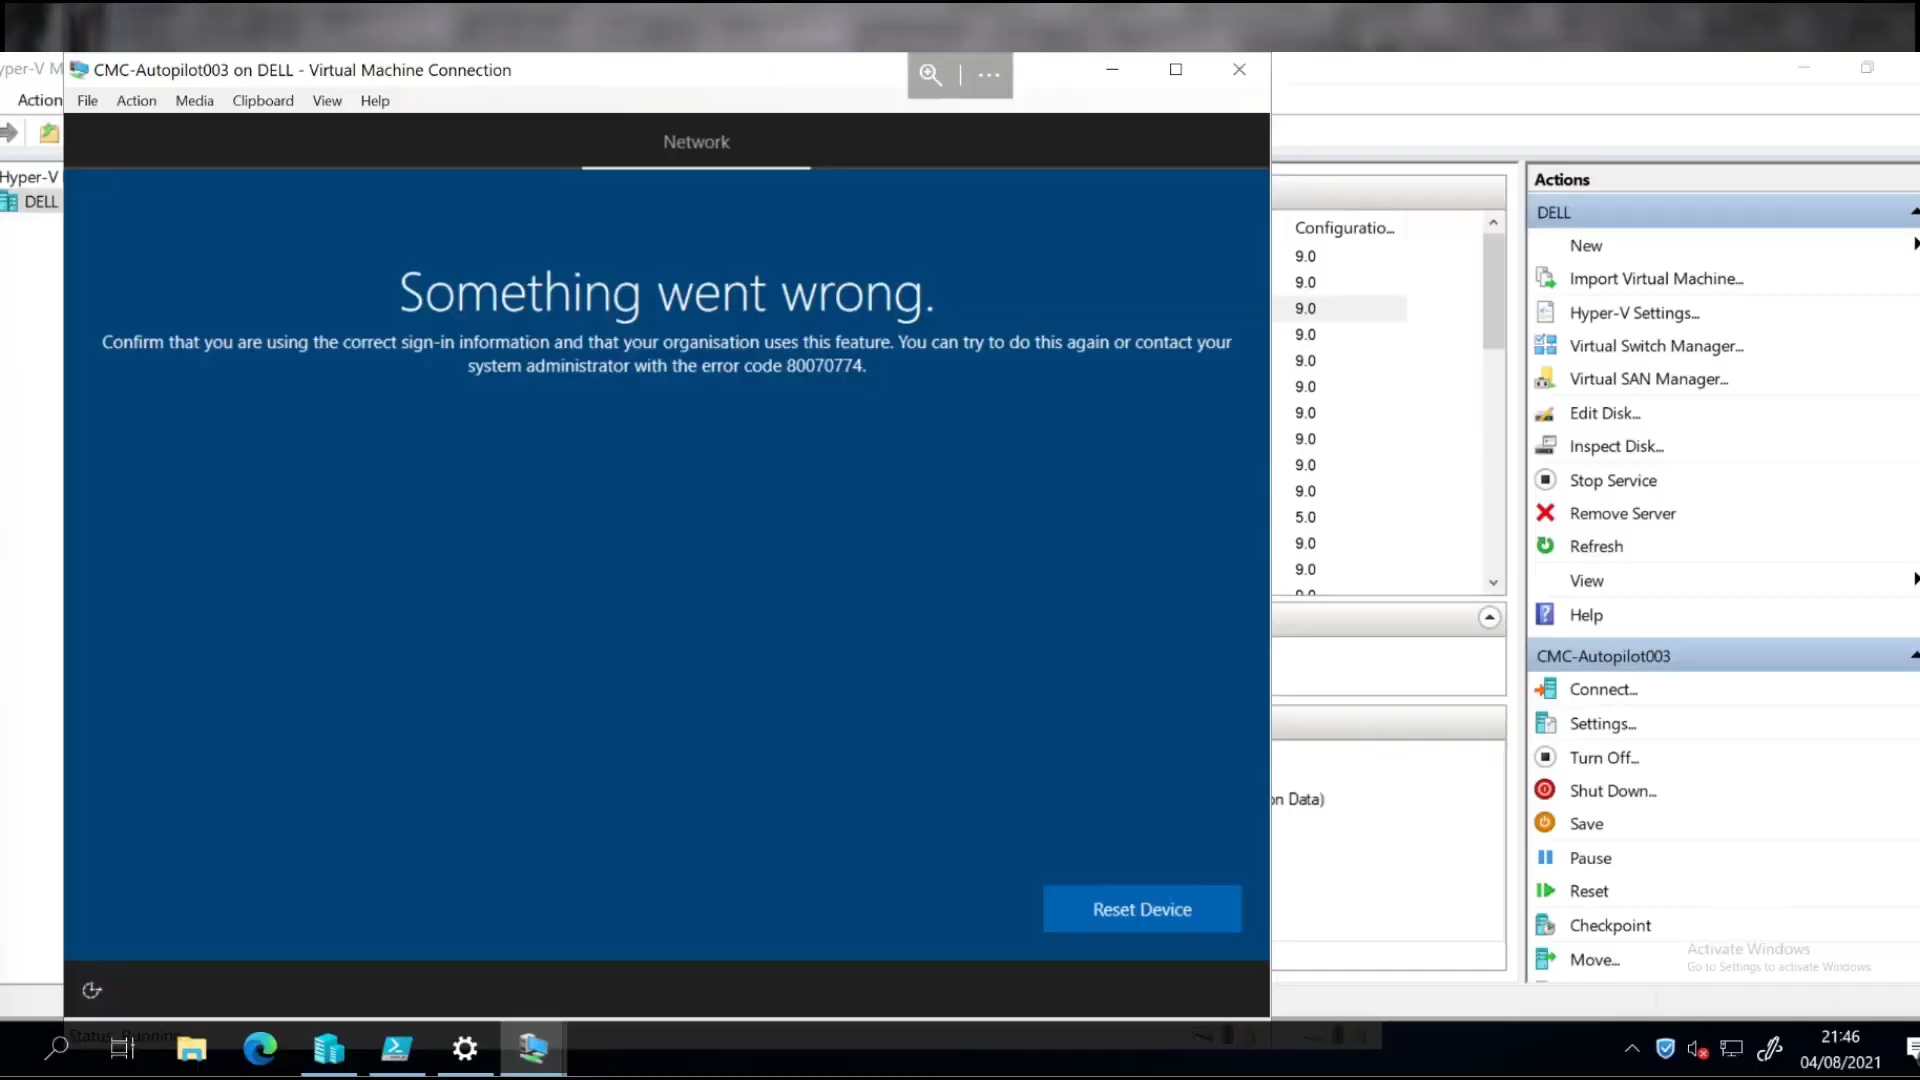 yper-V M
CMC-Autopilot003 on DELL - Virtual Machine Connection
Action
File Action Media Clipboard View Help
Network
Hyper-V
DELL
Something went wrong.
Confirm that you are using the correct sign-in information and that your organisation uses this feature. You can try to do this again or contact your
system administrator with the error code 80070774.
Reset Device
Configuratio...
9.0
9.0
9.0
9.0
9.0
9.0
9.0
9.0
9.0
9.0
5.0
9.0
9.0
on Data)
Actions
DELL
New
Import Virtual Machine...
Hyper-V Settings...
Virtual Switch Manager...
Virtual SAN Manager...
Edit Disk...
Inspect Disk...
Stop Service
Remove Server
Refresh
View
Help
CMC-Autopilot003
Connect...
Settings...
Turn Off...
Shut Down...
Save
Pause
Reset
Checkpoint
Move...
Activate Windows
Go to Settings to activate Windows.
Status: Running
21:46
04/08/2021